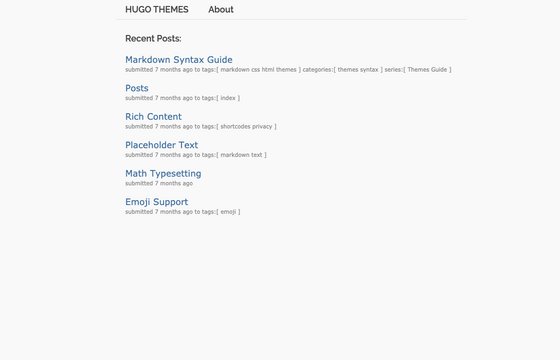 HUGO THEMES About
Recent Posts:
Markdown Syntax Guide
submitted 7 months ago to tags:[ markdown css html themes ] categories:[ themes syntax ] series:[ Themes Guide ]
Posts
submitted 7 months ago to tags:[ index ]
Rich Content
submitted 7 months ago to tags:[ shortcodes privacy ]
Placeholder Text
submitted 7 months ago to tags:[ markdown text ]
Math Typesetting
submitted 7 months ago
Emoji Support
submitted 7 months ago to tags:[ emoji ]